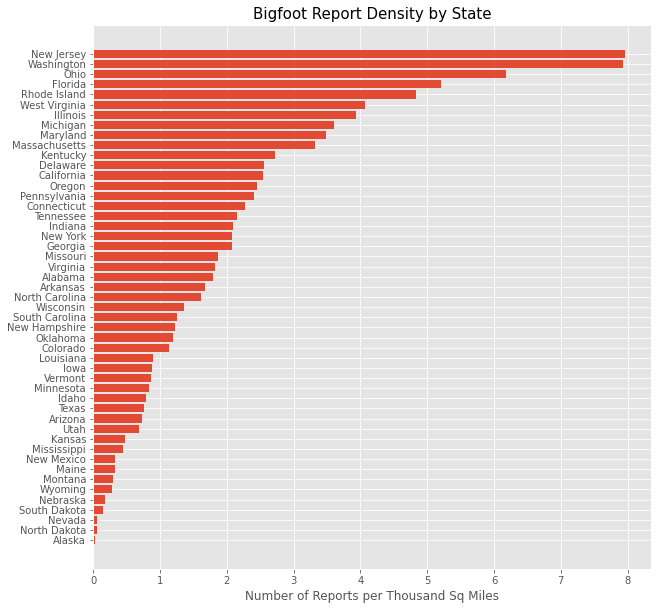 Bigfoot Report Density by State
New Jersey
Washington
Ohio
Florida
Rhode Island
West Virginia
Illinois
Michigan
Maryland
Massachusetts
Kentucky
Delaware
California
Oregon
Pennsylvania
Connecticut
Tennessee
Indiana
New York
Georgia
Missouri
Virginia
Alabama
Arkansas
North Carolina
Wisconsin
South Carolina
New Hampshire
Oklahoma
Colorado
Louisiana
Iowa
Vermont
Minnesota
Idaho
Texas
Arizona
Utah
Kansas
Mississippi
New Mexico
Maine
Montana
Wyoming
Nebraska
South Dakota
Nevada
North Dakota
Alaska
0 1 2 3 4 5 6 7 8
Number of Reports per Thousand Sq Miles